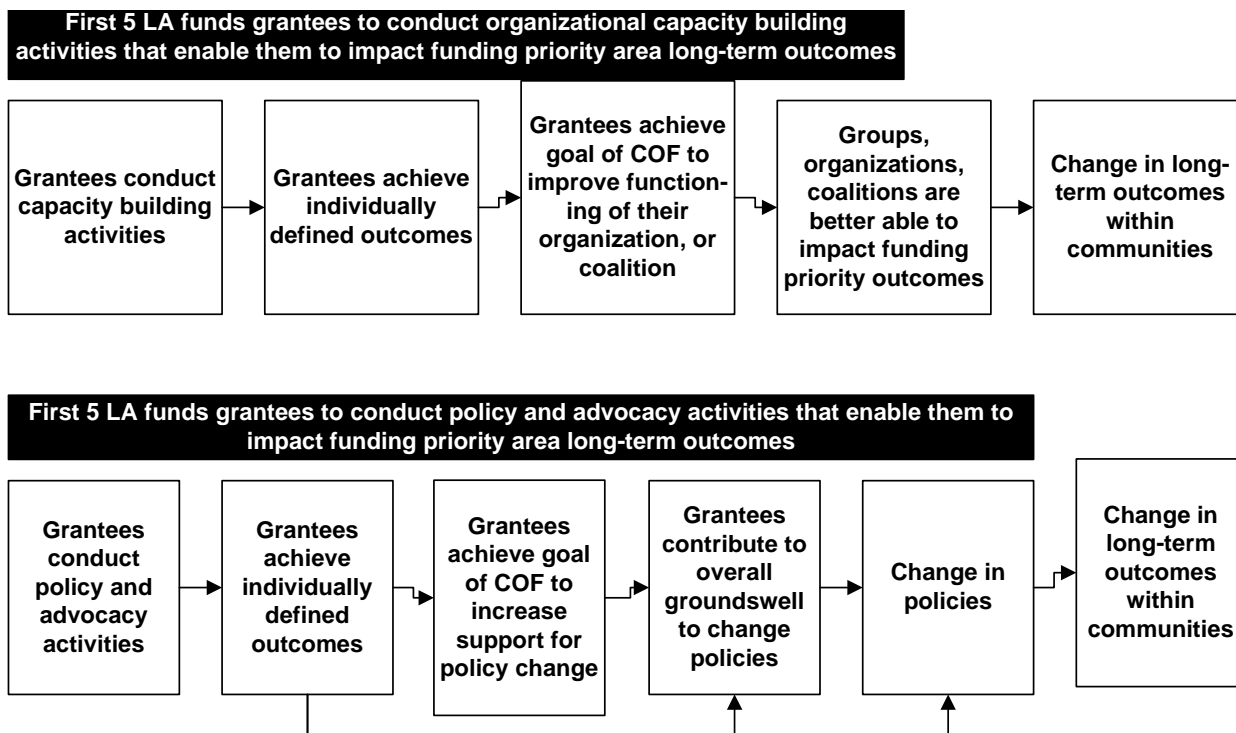 First 5 LA funds grantees to conduct organizational capacity building
activities that enable them to impact funding priority area long-term outcomes
Grantees conduct
capacity building
activities
Grantees achieve
individually
defined outcomes
Grantees achieve
goal of COF to
improve function-
ing of their
organization, or
coalition
Groups,
organizations,
coalitions are
better able to
impact funding
priority outcomes
Change in long-
term outcomes
within
communities
First 5 LA funds grantees to conduct policy and advocacy activities that enable them to
impact funding priority area long-term outcomes
Grantees
conduct
policy and
advocacy
activities
Grantees
achieve
individually
defined
outcomes
Grantees
achieve goal
of COF to
increase
support for
policy change
Grantees
contribute to
overall
groundswell
to change
policies
Change in
policies
Change in
long-term
outcomes
within
communities